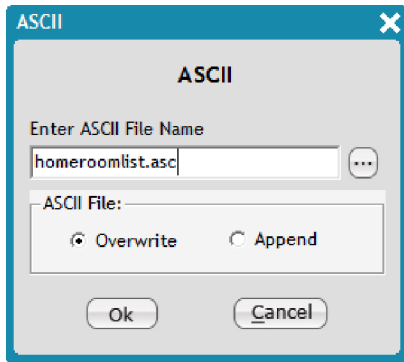 ASCII
ASCII
Enter ASCII File Name
homeroomlist.asc
...
ASCII File:
Overwrite Append
Ok Cancel